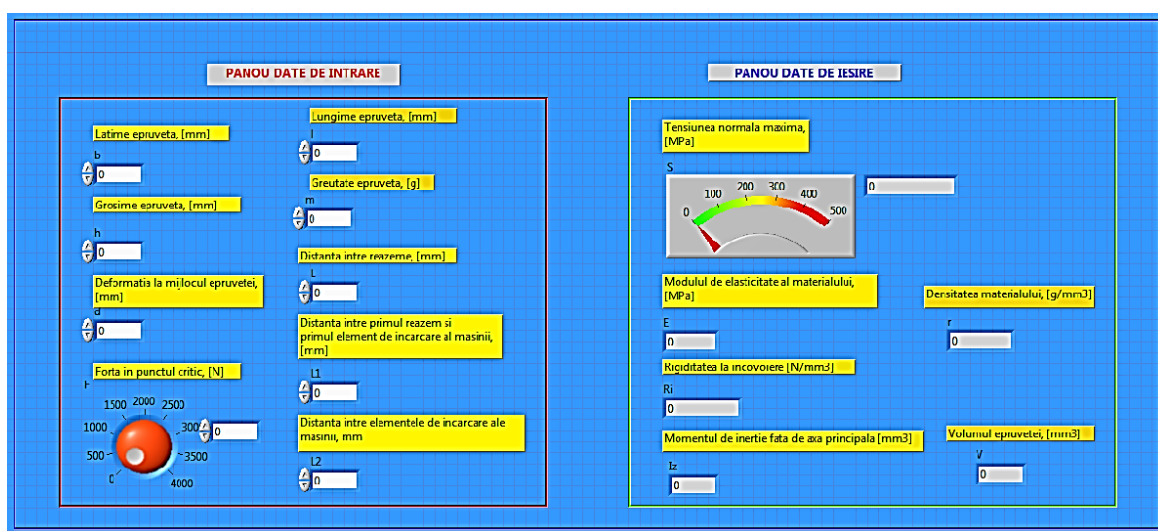 PANOU DATE DE INTRARE
Latime epruveta, [mm]
b
0
Grosime epruveta, [mm]
h
0
Deformatia la mijlocul epruvetei,
[mm]
d
0
Forta in punctul critic, [N]
F
0
500
1000
1500
2000
2500
3500
4000
0
Lungime epruveta, [mm]
l
0
Greutate epruveta, [g]
m
0
Distanta intre reazeme, [mm]
L
0
Distanta intre primul reazem si
primul element de incarcare al masinii,
[mm]
L1
0
Distanta intre elementele de incarcare ale
masinii, mm
L2
0
PANOU DATE DE IESIRE
Tensiunea normala maxima,
[MPa]
S
0
100
200
300
400
500
0
Modulul de elasticitate al materialului,
[MPa]
E
0
Rigiditatea la incovoiere [N/mm3]
Ri
0
Momentul de inertie fata de axa principala [mm3]
Iz
0
Densitatea materialului, [g/mm3]
r
0
Volumul epruvetei, [mm3]
V
0